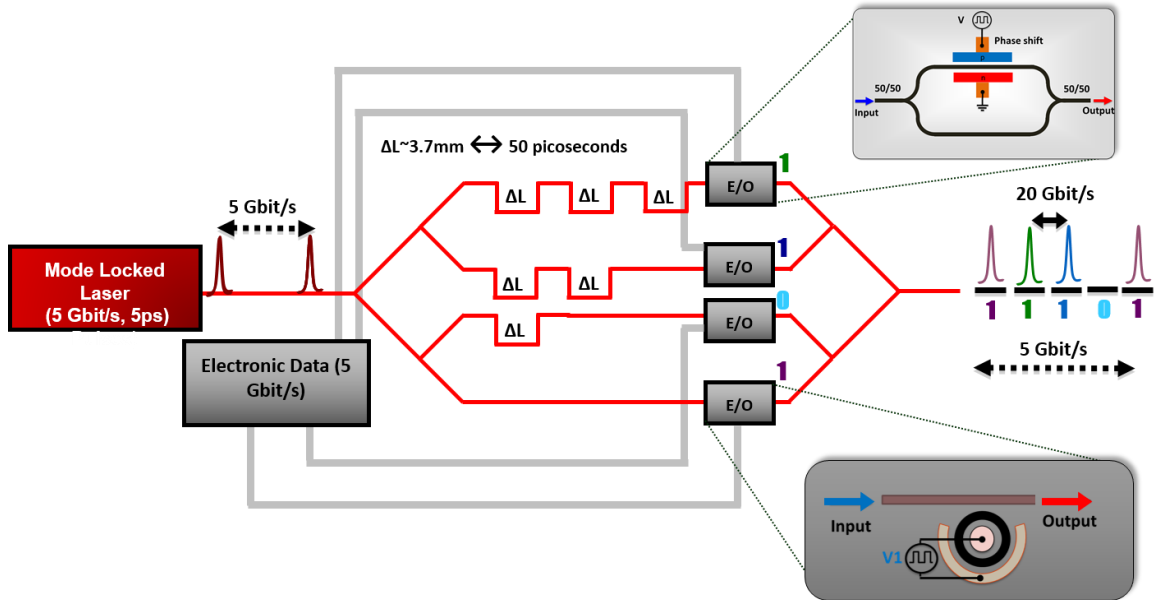 V
Phase shift
p
n
50/50
50/50
Input
Output
ΔL~3.7mm ↔ 50 picoseconds
1
E/O
ΔL
ΔL
ΔL
5 Gbit/s
20 Gbit/s
Mode Locked
Laser
(5 Gbit/s, 5ps)
1
E/O
ΔL
ΔL
0
E/O
ΔL
1 1 1 0 1
5 Gbit/s
Electronic Data (5
Gbit/s)
1
E/O
Input
Output
V1